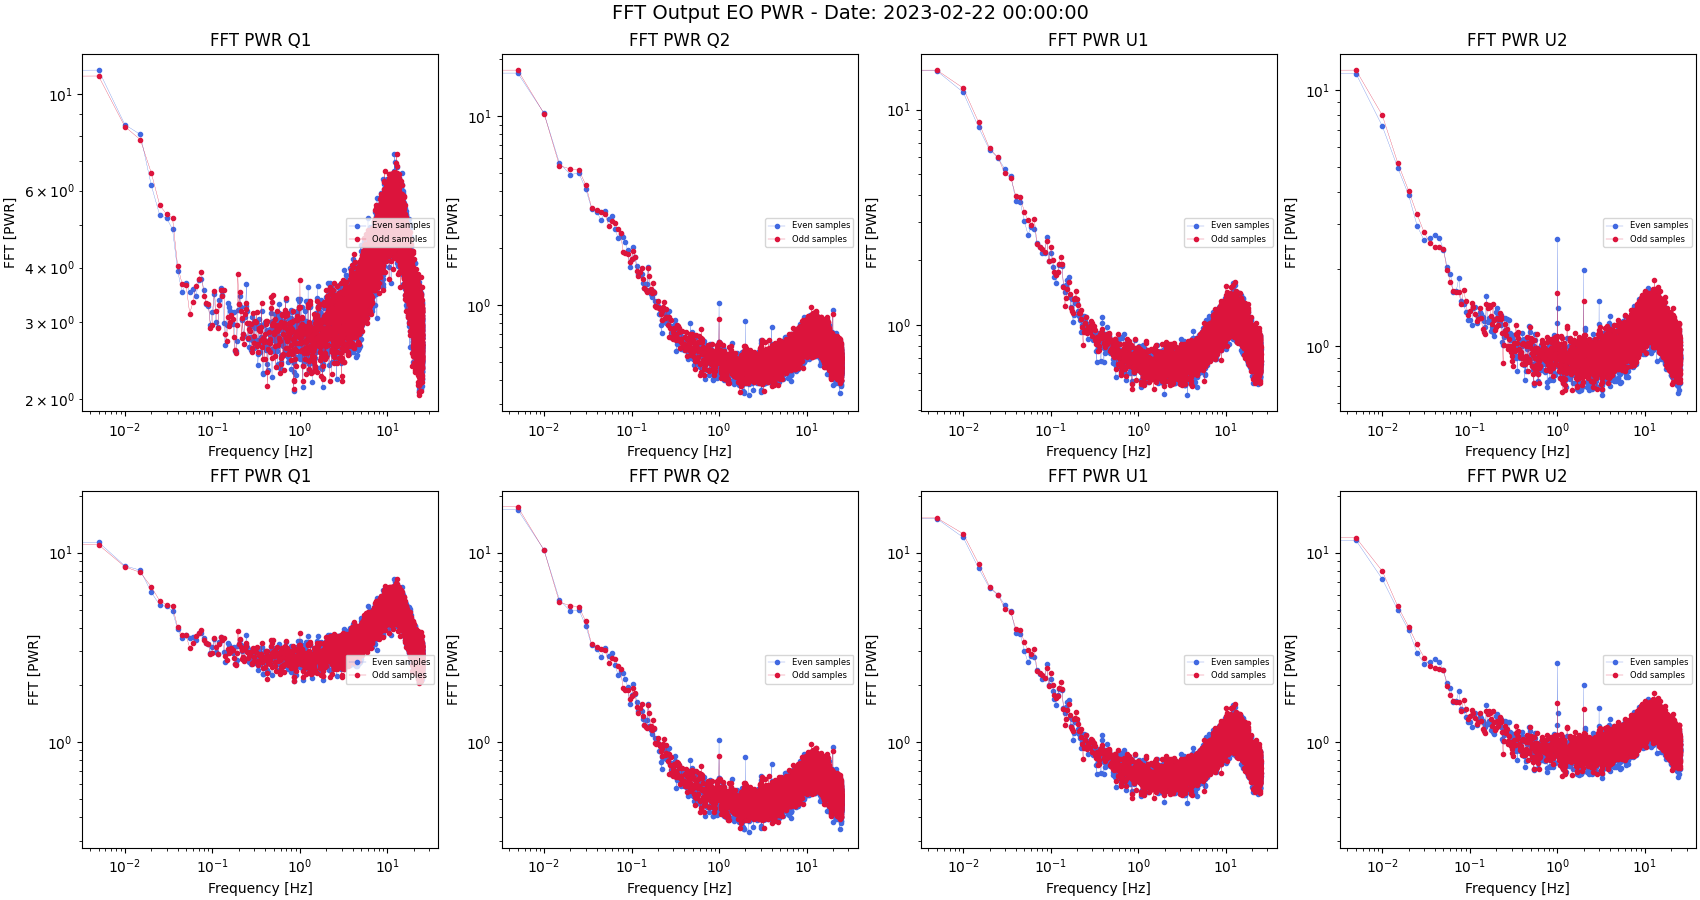 FFT Output EO PWR - Date: 2023-02-22 00:00:00
FFT PWR Q1
FFT [PWR]
10¹
6 × 10⁰
4 × 10⁰
3 × 10⁰
2 × 10⁰
Even samples
Odd samples
10⁻² 10⁻¹ 10⁰ 10¹
Frequency [Hz]
FFT PWR Q2
FFT [PWR]
10¹
10⁰
Even samples
Odd samples
10⁻² 10⁻¹ 10⁰ 10¹
Frequency [Hz]
FFT PWR U1
FFT [PWR]
10¹
10⁰
Even samples
Odd samples
10⁻² 10⁻¹ 10⁰ 10¹
Frequency [Hz]
FFT PWR U2
FFT [PWR]
10¹
10⁰
Even samples
Odd samples
10⁻² 10⁻¹ 10⁰ 10¹
Frequency [Hz]
FFT PWR Q1
FFT [PWR]
10¹
10⁰
Even samples
Odd samples
10⁻² 10⁻¹ 10⁰ 10¹
Frequency [Hz]
FFT PWR Q2
FFT [PWR]
10¹
10⁰
Even samples
Odd samples
10⁻² 10⁻¹ 10⁰ 10¹
Frequency [Hz]
FFT PWR U1
FFT [PWR]
10¹
10⁰
Even samples
Odd samples
10⁻² 10⁻¹ 10⁰ 10¹
Frequency [Hz]
FFT PWR U2
FFT [PWR]
10¹
10⁰
Even samples
Odd samples
10⁻² 10⁻¹ 10⁰ 10¹
Frequency [Hz]